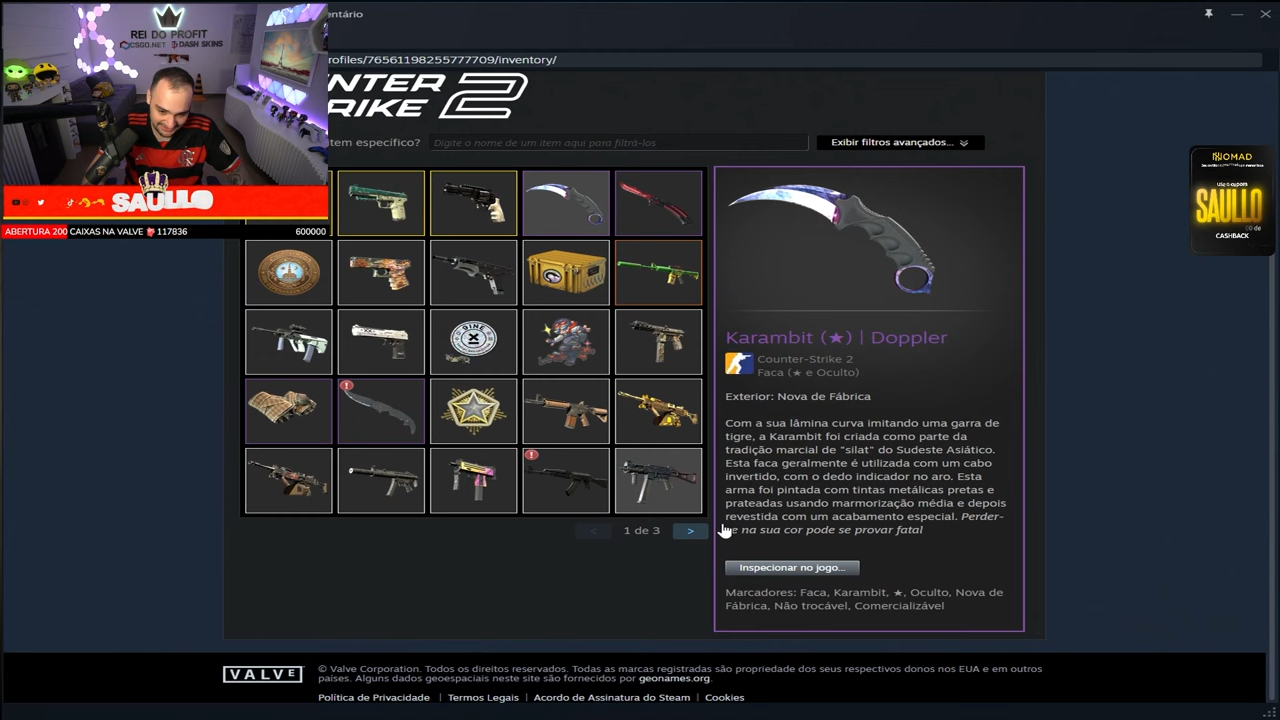 entário
REI DO PROFIT
CSGO.NET DASH SKINS
rofiles/76561198255777709/inventory/
NTER
RIKE 2
tem específico?
Digite o nome de um item aqui para filtrá-los
Exibir filtros avançados...
SAULLO
ABERTURA 200 CAIXAS NA VALVE 117836 600000
NOMAD
USE O CUPOM
SAULLO
CASHBACK
9INE
Karambit (★) | Doppler
Counter-Strike 2
Faca (★ e Oculto)
Exterior: Nova de Fábrica
Com a sua lâmina curva imitando uma garra de
tigre, a Karambit foi criada como parte da
tradição marcial de "silat" do Sudeste Asiático.
Esta faca geralmente é utilizada com um cabo
invertido, com o dedo indicador no aro. Esta
arma foi pintada com tintas metálicas pretas e
prateadas usando marmorização média e depois
revestida com um acabamento especial. Perder-
e na sua cor pode se provar fatal
< 1 de 3 >
Inspecionar no jogo...
Marcadores: Faca, Karambit, ★, Oculto, Nova de
Fábrica, Não trocável, Comercializável
VALVE
© Valve Corporation. Todos os direitos reservados. Todas as marcas registradas são propriedade dos seus respectivos donos nos EUA e em outros
países. Alguns dados geoespaciais neste site são fornecidos por geonames.org.
Política de Privacidade | Termos Legais | Acordo de Assinatura do Steam | Cookies